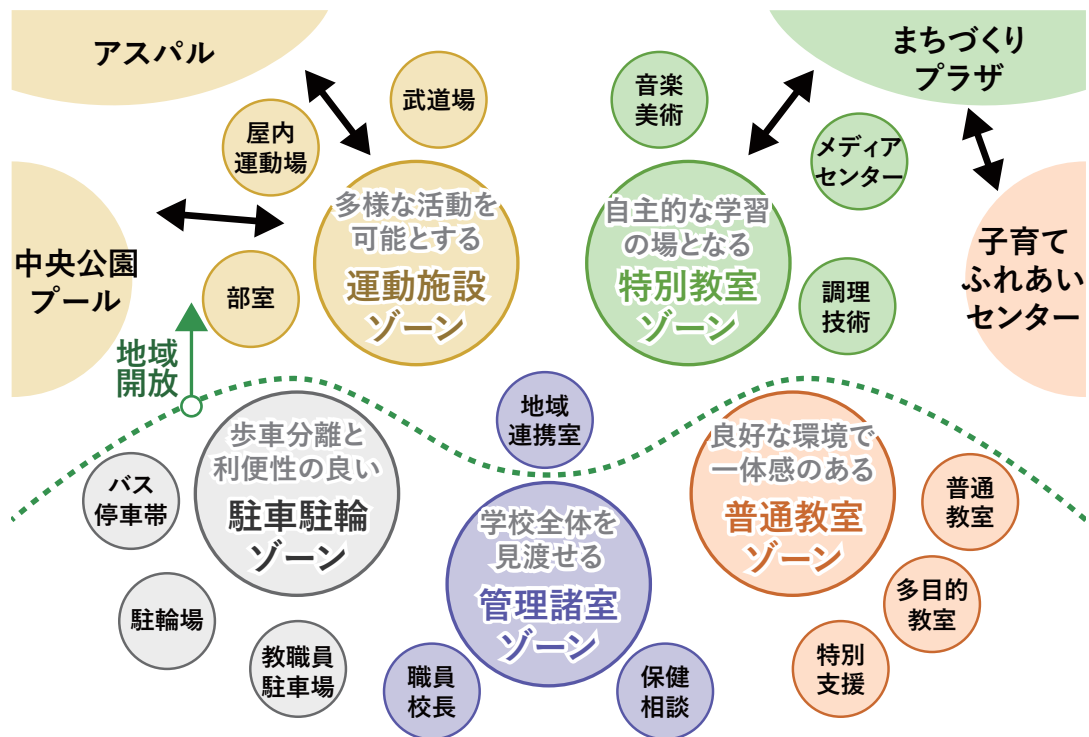 アスパル
武道場
屋内
運動場
中央公園
プール
部室
多様な活動を
可能とする
運動施設
ゾーン
音楽
美術
まちづくり
プラザ
メディア
センター
自主的な学習
の場となる
特別教室
ゾーン
調理
技術
子育て
ふれあい
センター
地域
開放
歩車分離と
利便性の良い
駐車駐輪
ゾーン
バス
停車帯
駐輪場
教職員
駐車場
地域
連携室
学校全体を
見渡せる
管理諸室
ゾーン
職員
校長
保健
相談
良好な環境で
一体感のある
普通教室
ゾーン
普通
教室
多目的
教室
特別
支援